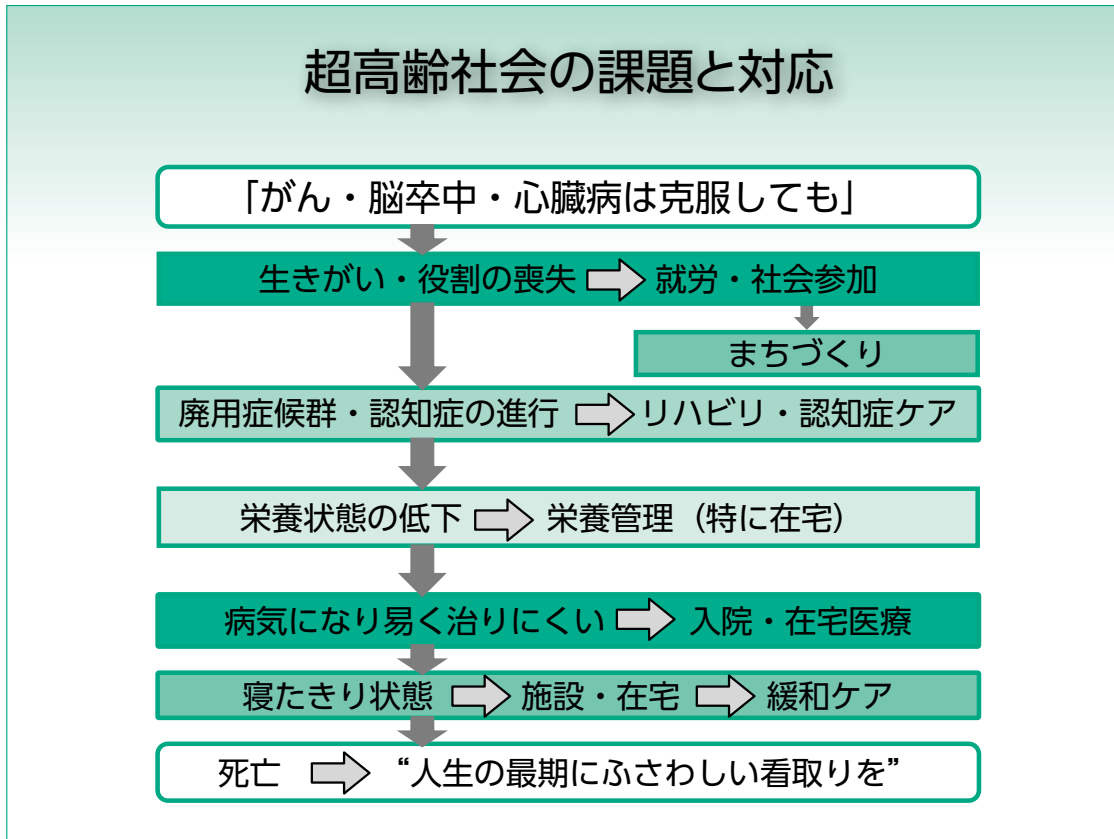 超高齢社会の課題と対応
「がん・脳卒中・心臓病は克服しても」
生きがい・役割の喪失 就労・社会参加
まちづくり
廃用症候群・認知症の進行 リハビリ・認知症ケア
栄養状態の低下 栄養管理（特に在宅）
病気になり易く治りにくい 入院・在宅医療
寝たきり状態 施設・在宅 緩和ケア
死亡 “人生の最期にふさわしい看取りを”